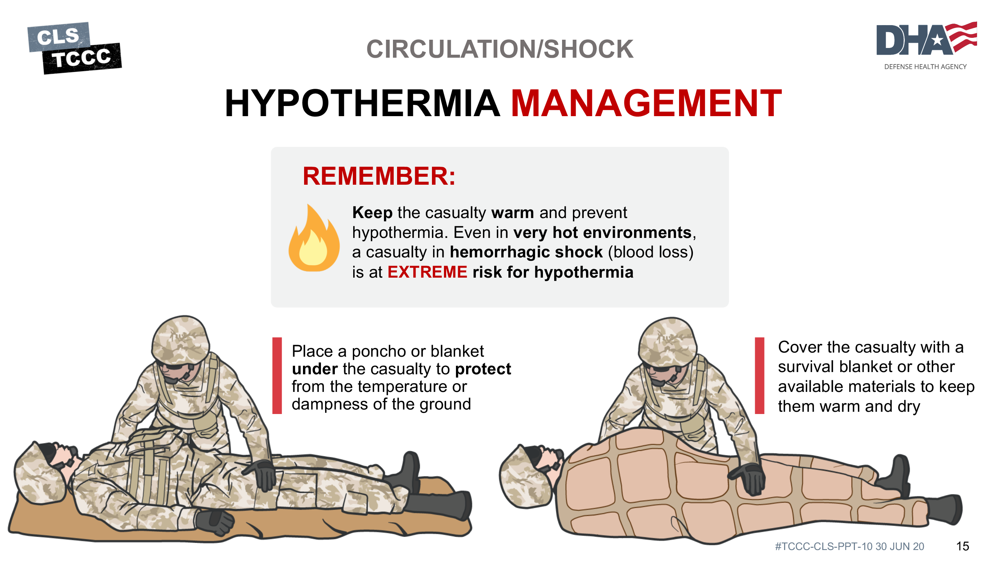 CLS
TCCC
CIRCULATION/SHOCK
DHA
DEFENSE HEALTH AGENCY
HYPOTHERMIA MANAGEMENT
REMEMBER:
Keep the casualty warm and prevent
hypothermia. Even in very hot environments,
a casualty in hemorrhagic shock (blood loss)
is at EXTREME risk for hypothermia
Place a poncho or blanket
under the casualty to protect
from the temperature or
dampness of the ground
Cover the casualty with a
survival blanket or other
available materials to keep
them warm and dry
#TCCC-CLS-PPT-10 30 JUN 20
15